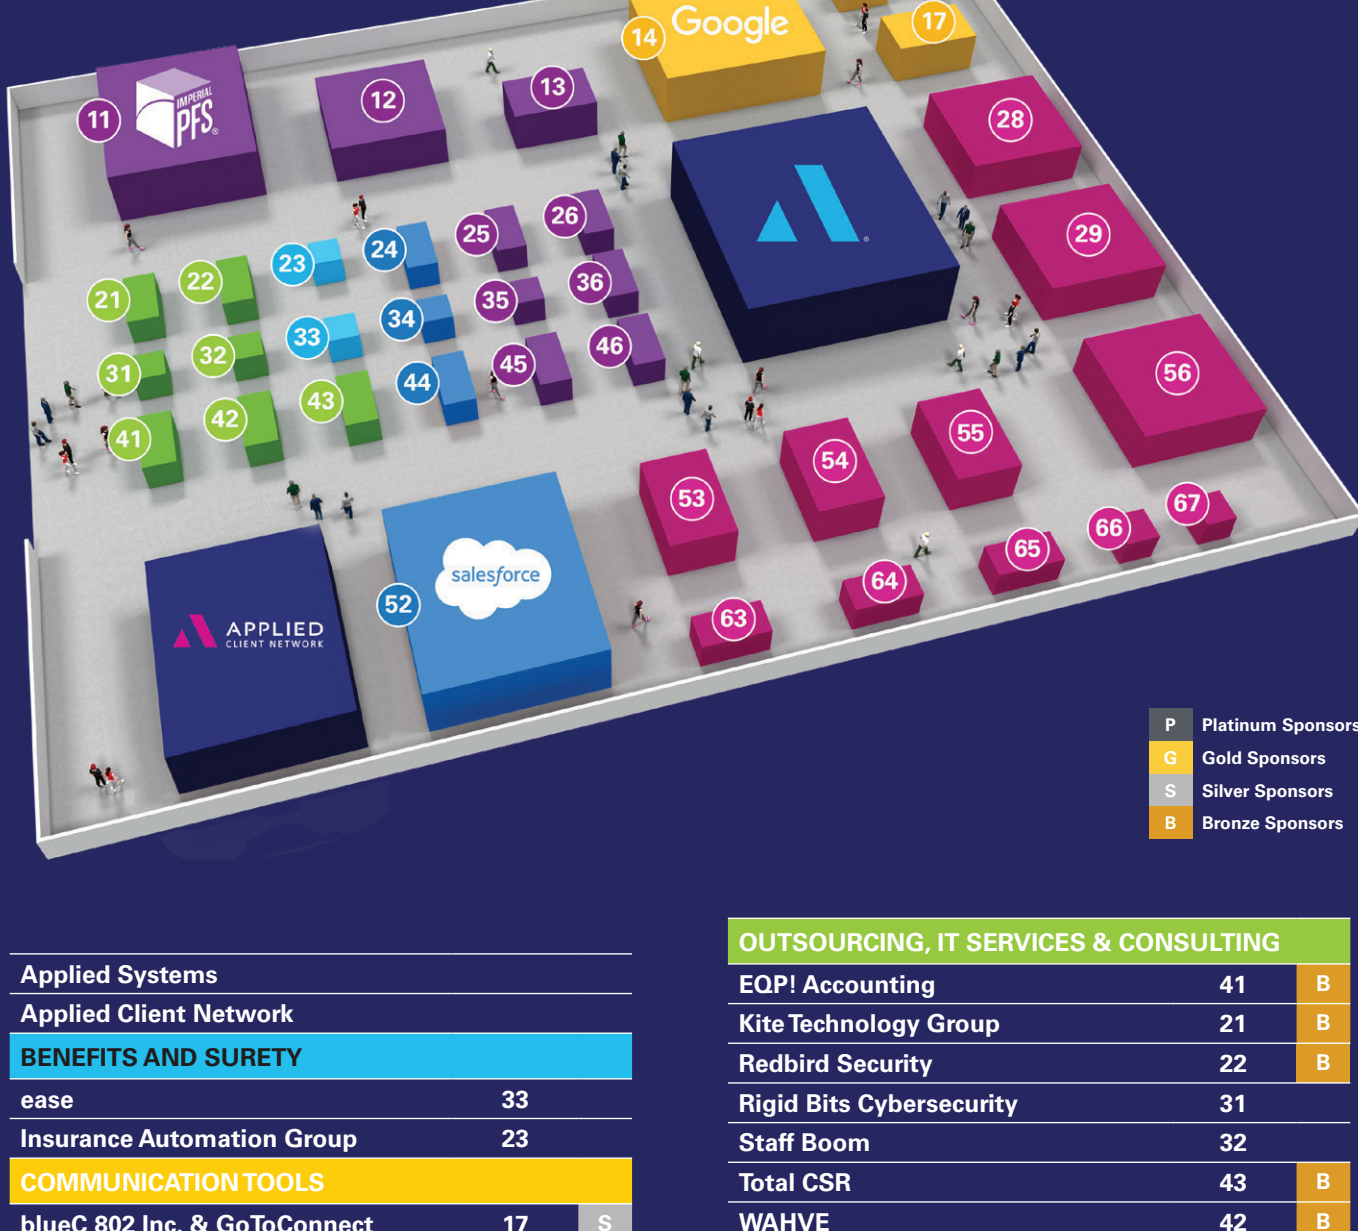 Google
17
14
IMPERIAL
PFS®
11
12
13
28
29
26
25
24
23
22
21
36
35
34
33
32
31
46
45
44
43
42
41
56
55
54
53
67
66
65
64
63
salesforce
52
APPLIED
CLIENT NETWORK
P Platinum Sponsors
G Gold Sponsors
S Silver Sponsors
B Bronze Sponsors
Applied Systems
Applied Client Network
BENEFITS AND SURETY
ease 33
Insurance Automation Group 23
COMMUNICATION TOOLS
blueC 802 Inc. & GoToConnect 17 S
OUTSOURCING, IT SERVICES & CONSULTING
EQP! Accounting 41 B
Kite Technology Group 21 B
Redbird Security 22 B
Rigid Bits Cybersecurity 31
Staff Boom 32
Total CSR 43 B
WAHVE 42 B